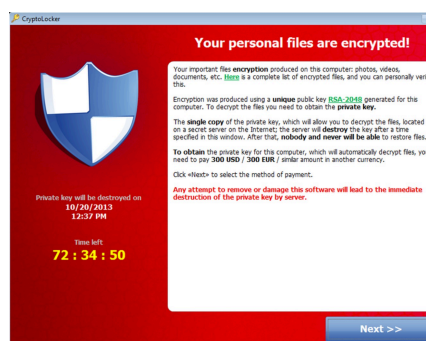 CryptoLocker
Your personal files are encrypted!
Your important files encryption produced on this computer: photos, videos,
documents, etc. Here is a complete list of encrypted files, and you can personally veri
this.
Encryption was produced using a unique public key RSA-2048 generated for this
computer. To decrypt the files you need to obtain the private key.
The single copy of the private key, which will allow you to decrypt the files, located
on a secret server on the Internet; the server will destroy the key after a time
specified in this window. After that, nobody and never will be able to restore files.
To obtain the private key for this computer, which will automatically decrypt files, you
need to pay 300 USD / 300 EUR / similar amount in another currency.
Click «Next» to select the method of payment.
Any attempt to remove or damage this software will lead to the immediate
destruction of the private key by server.
Private key will be destroyed on
10/20/2013
12:37 PM
Time left
72 : 34 : 50
Next >>